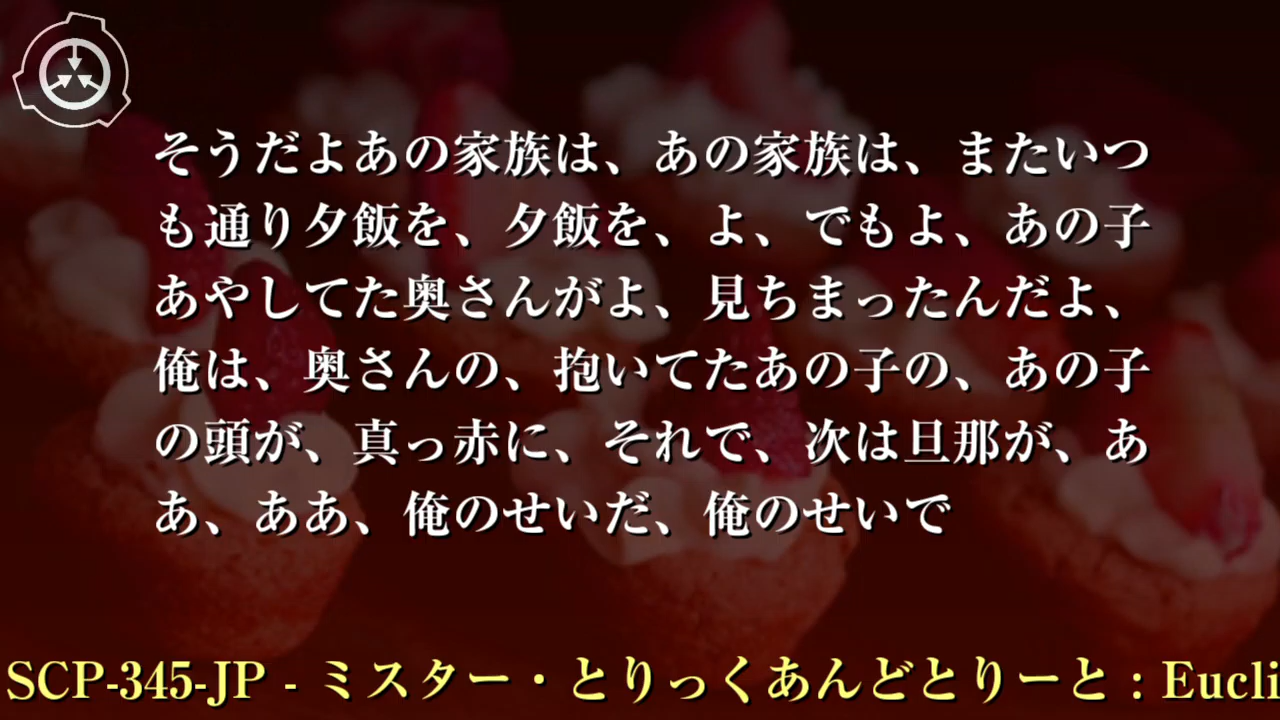 そうだよあの家族は、あの家族は、またいつ
も通り夕飯を、夕飯を、よ、でもよ、あの子
あやしてた奥さんがよ、見ちまったんだよ、
俺は、奥さんの、抱いてたあの子の、あの子
の頭が、真っ赤に、それで、次は旦那が、あ
あ、ああ、俺のせいだ、俺のせいで
SCP-345-JP - ミスター・とりっくあんどとりーと：Eucli